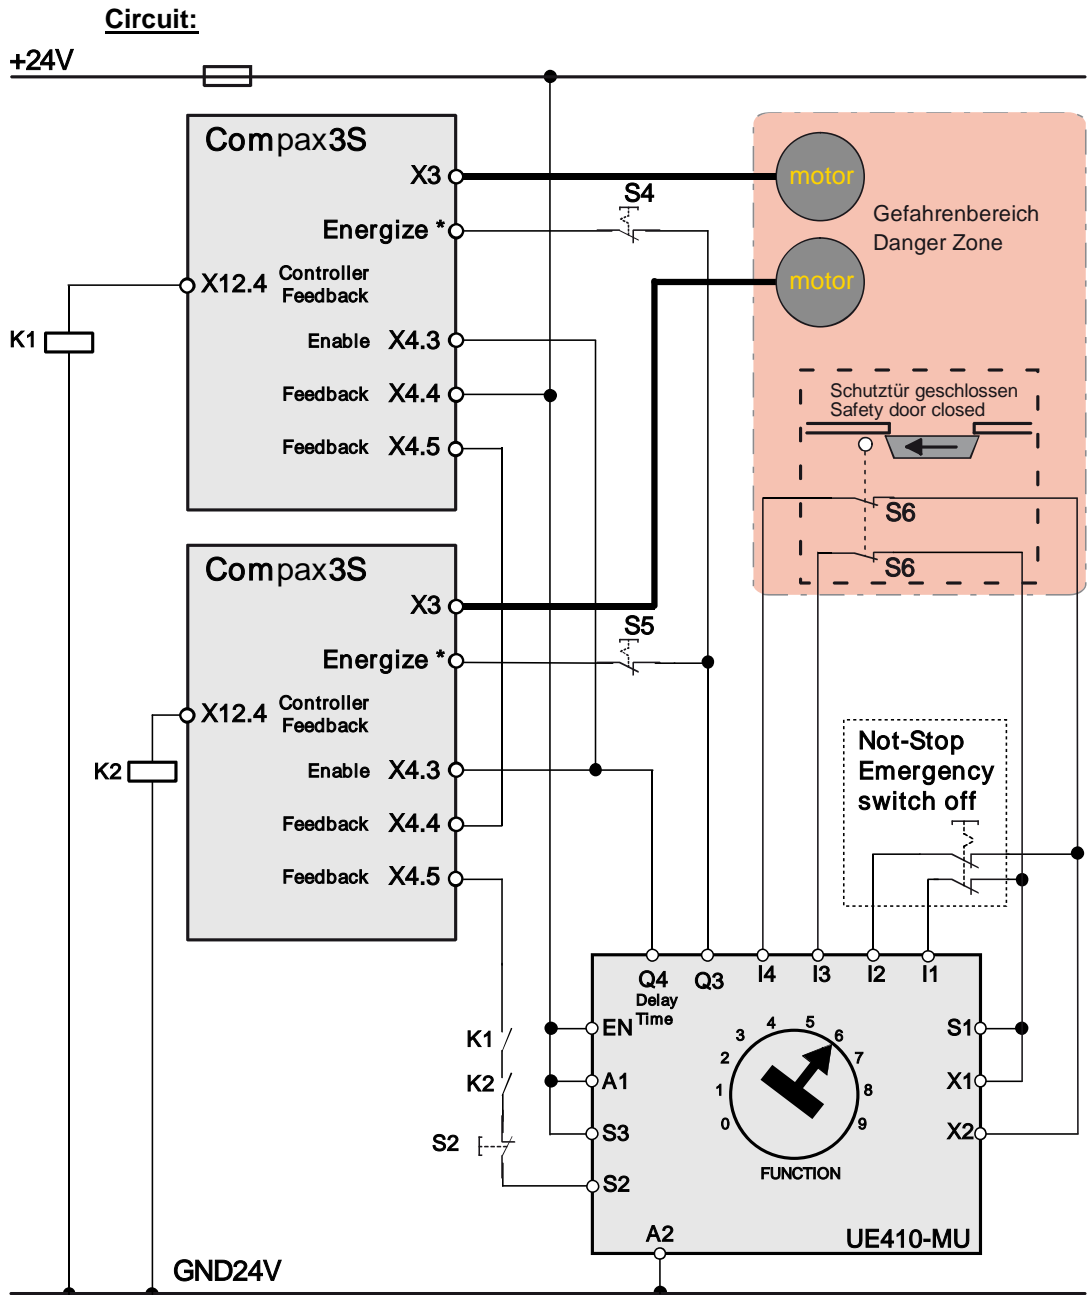 Circuit:
+24V
Compax3S
X3
Energize *
X12.4 Controller Feedback
Enable X4.3
Feedback X4.4
Feedback X4.5
K1
S4
motor
motor
Gefahrenbereich
Danger Zone
Schutztür geschlossen
Safety door closed
S6
S6
Compax3S
X3
Energize *
X12.4 Controller Feedback
Enable X4.3
Feedback X4.4
Feedback X4.5
K2
S5
Not-Stop
Emergency
switch off
Q4
Delay
Time
Q3
I4
I3
I2
I1
K1
K2
S2
EN
A1
S3
S2
0
1
2
3
4
5
6
7
8
9
FUNCTION
S1
X1
X2
A2
UE410-MU
GND24V